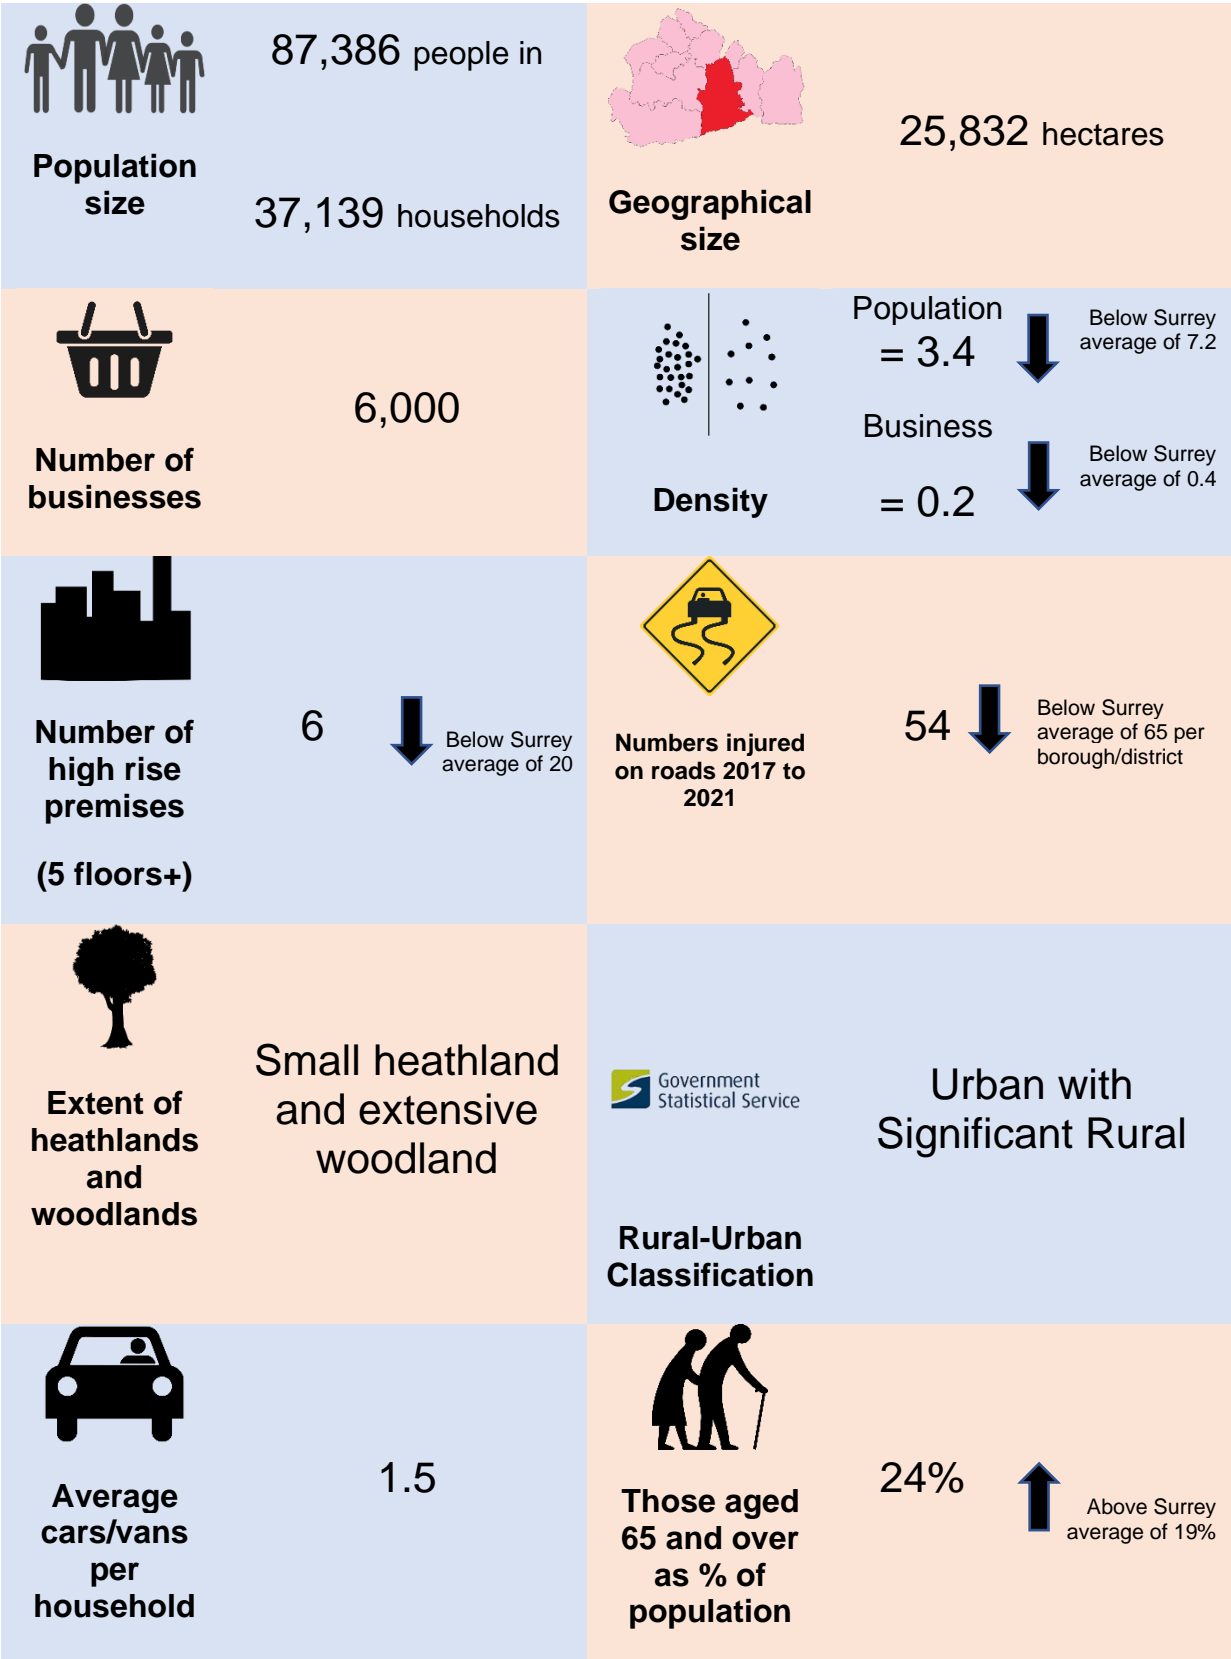 87,386 people in
Population
size
37,139 households
25,832 hectares
Geographical
size
Number of
businesses
6,000
Density
Population
= 3.4
Below Surrey
average of 7.2
Business
= 0.2
Below Surrey
average of 0.4
Number of
high rise
premises
(5 floors+)
6
Below Surrey
average of 20
Numbers injured
on roads 2017 to
2021
54
Below Surrey
average of 65 per
borough/district
Extent of
heathlands
and
woodlands
Small heathland
and extensive
woodland
Government
Statistical Service
Rural-Urban
Classification
Urban with
Significant Rural
Average
cars/vans
per
household
1.5
Those aged
65 and over
as % of
population
24%
Above Surrey
average of 19%